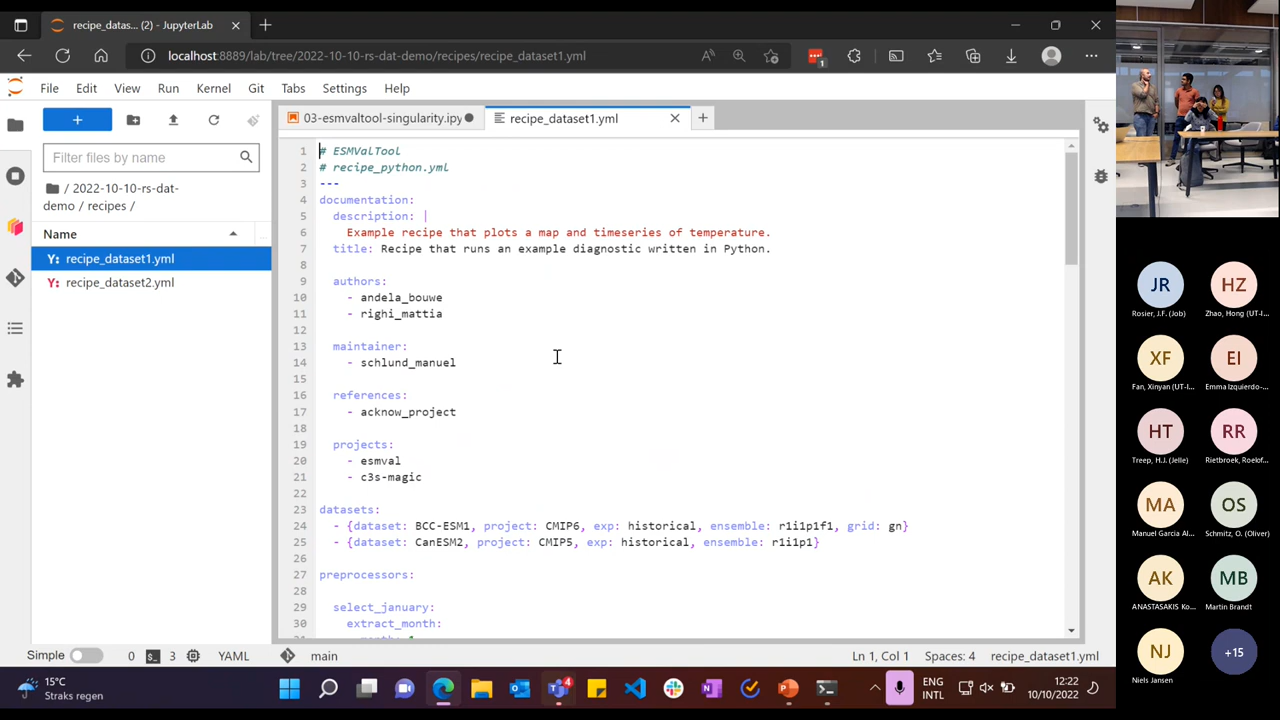 recipe_datas... (2) - JupyterLab
localhost:8889/lab/tree/2022-10-10-rs-dat-demo/recipes/recipe_dataset1.yml
1
File Edit View Run Kernel Git Tabs Settings Help
Filter files by name
/ 2022-10-10-rs-dat-
demo / recipes /
Name
recipe_dataset1.yml
recipe_dataset2.yml
03-esmvaltool-singularity.ipy
recipe_dataset1.yml
1 # ESMValTool
2 # recipe_python.yml
3 ---
4 documentation:
5 description: |
6 Example recipe that plots a map and timeseries of temperature.
7 title: Recipe that runs an example diagnostic written in Python.
8
9 authors:
10 - andela_bouwe
11 - righi_mattia
12
13 maintainer:
14 - schlund_manuel
15
16 references:
17 - acknow_project
18
19 projects:
20 - esmval
21 - c3s-magic
22
23 datasets:
24 - {dataset: BCC-ESM1, project: CMIP6, exp: historical, ensemble: r1i1p1f1, grid: gn}
25 - {dataset: CanESM2, project: CMIP5, exp: historical, ensemble: r1i1p1}
26
27 preprocessors:
28
29 select_january:
30 extract_month:
Simple 0 3 YAML main Ln 1, Col 1 Spaces: 4 recipe_dataset1.yml
15°C
Straks regen
4
ENG
INTL
12:22
10/10/2022
JR HZ
Rosier, J.F. (Job) Zhao, Hong (UT-I...
XF EI
Fan, Xinyan (UT-I... Emma Izquierdo-...
HT RR
Treep, H.J. (Jelle) Rietbroek, Roelof...
MA OS
Manuel Garcia Al... Schmitz, O. (Oliver)
AK MB
ANASTASAKIS Ko... Martin Brandt
NJ +15
Niels Jansen